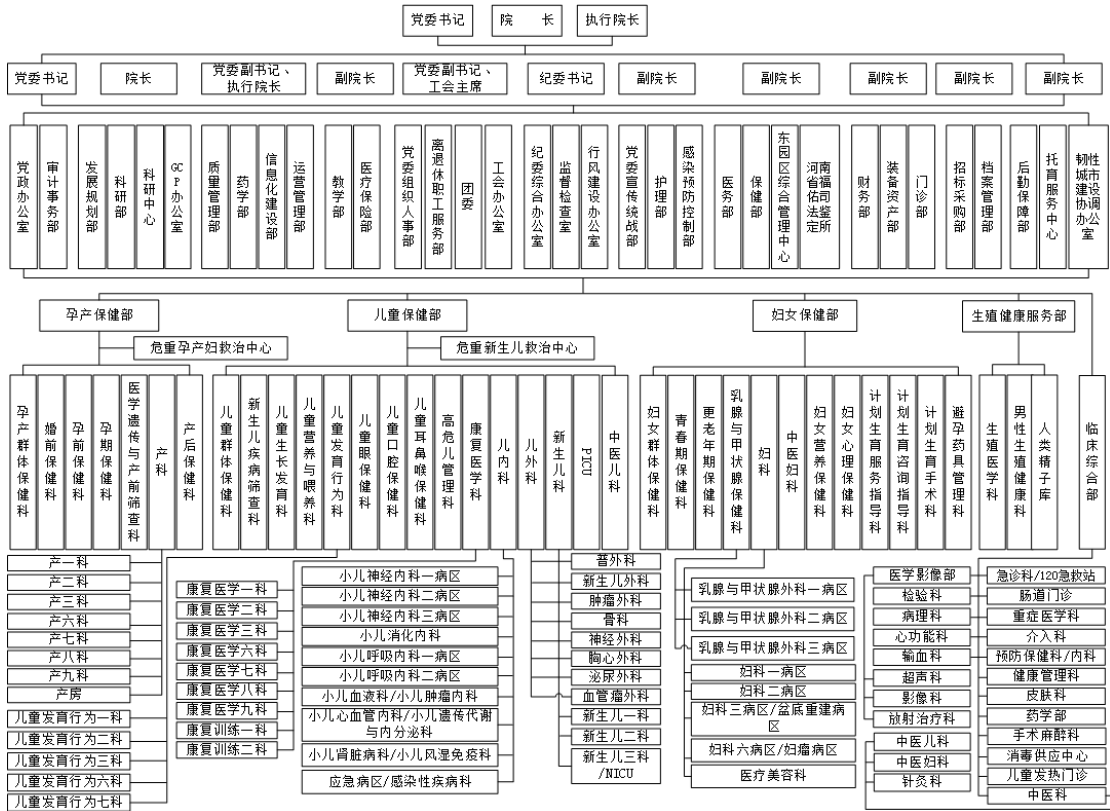 党委书记
院 长
执行院长
党委书记
院长
党委副书记、
执行院长
副院长
党委副书记、
工会主席
纪委书记
副院长
副院长
副院长
副院长
副院长
党政办公室
审计事务部
发展规划部
科研部
科研中心
GCP办公室
质量管理部
药学部
信息化建设部
运营管理部
教学部
医疗保险部
党委组织人事部
离退休职工服务部
团委
工会办公室
纪委综合办公室
监督检查室
行风建设办公室
党委宣传统战部
护理部
感染预防控制部
医务部
保健部
东园区综合管理中心
河南省福佑司法鉴定所
财务部
装备资产部
门诊部
招标采购部
档案管理部
后勤保障部
托育服务中心
韧性城市建设协调办公室
孕产保健部
儿童保健部
妇女保健部
生殖健康服务部
危重孕产妇救治中心
危重新生儿救治中心
孕产群体保健科
婚前保健科
孕前保健科
孕期保健科
医学遗传与产前筛查科
产科
产后保健科
儿童群体保健科
新生儿疾病筛查科
儿童生长发育科
儿童营养与喂养科
儿童发育行为科
儿童眼保健科
儿童口腔保健科
儿童耳鼻喉保健科
高危儿管理科
康复医学科
儿内科
儿外科
新生儿科
PICU
中医儿科
妇女群体保健科
青春期保健科
更老年期保健科
乳腺与甲状腺保健科
妇科
中医妇科
妇女营养保健科
妇女心理保健科
计划生育服务指导科
计划生育咨询指导科
计划生育手术科
避孕药具管理科
生殖医学科
男性生殖健康科
人类精子库
临床综合部
产一科
产二科
产三科
产六科
产七科
产八科
产九科
产房
儿童发育行为一科
儿童发育行为二科
儿童发育行为三科
儿童发育行为六科
儿童发育行为七科
康复医学一科
康复医学二科
康复医学三科
康复医学六科
康复医学七科
康复医学八科
康复医学九科
康复训练一科
康复训练二科
小儿神经内科一病区
小儿神经内科二病区
小儿神经内科三病区
小儿消化内科
小儿呼吸内科一病区
小儿呼吸内科二病区
小儿血液科/小儿肿瘤内科
小儿心血管内科/小儿遗传代谢
与内分泌科
小儿肾脏病科/小儿风湿免疫科
应急病区/感染性疾病科
普外科
新生儿外科
肿瘤外科
骨科
神经外科
胸心外科
泌尿外科
血管瘤外科
新生儿一科
新生儿二科
新生儿三科
/NICU
乳腺与甲状腺外科一病区
乳腺与甲状腺外科二病区
乳腺与甲状腺外科三病区
妇科一病区
妇科二病区
妇科三病区/盆底重建病
区
妇科六病区/妇瘤病区
医疗美容科
医学影像部
检验科
病理科
心功能科
输血科
超声科
影像科
放射治疗科
中医儿科
中医妇科
针灸科
急诊科/120急救站
肠道门诊
重症医学科
介入科
预防保健科/内科
健康管理科
皮肤科
药学部
手术麻醉科
消毒供应中心
儿童发热门诊
中医科